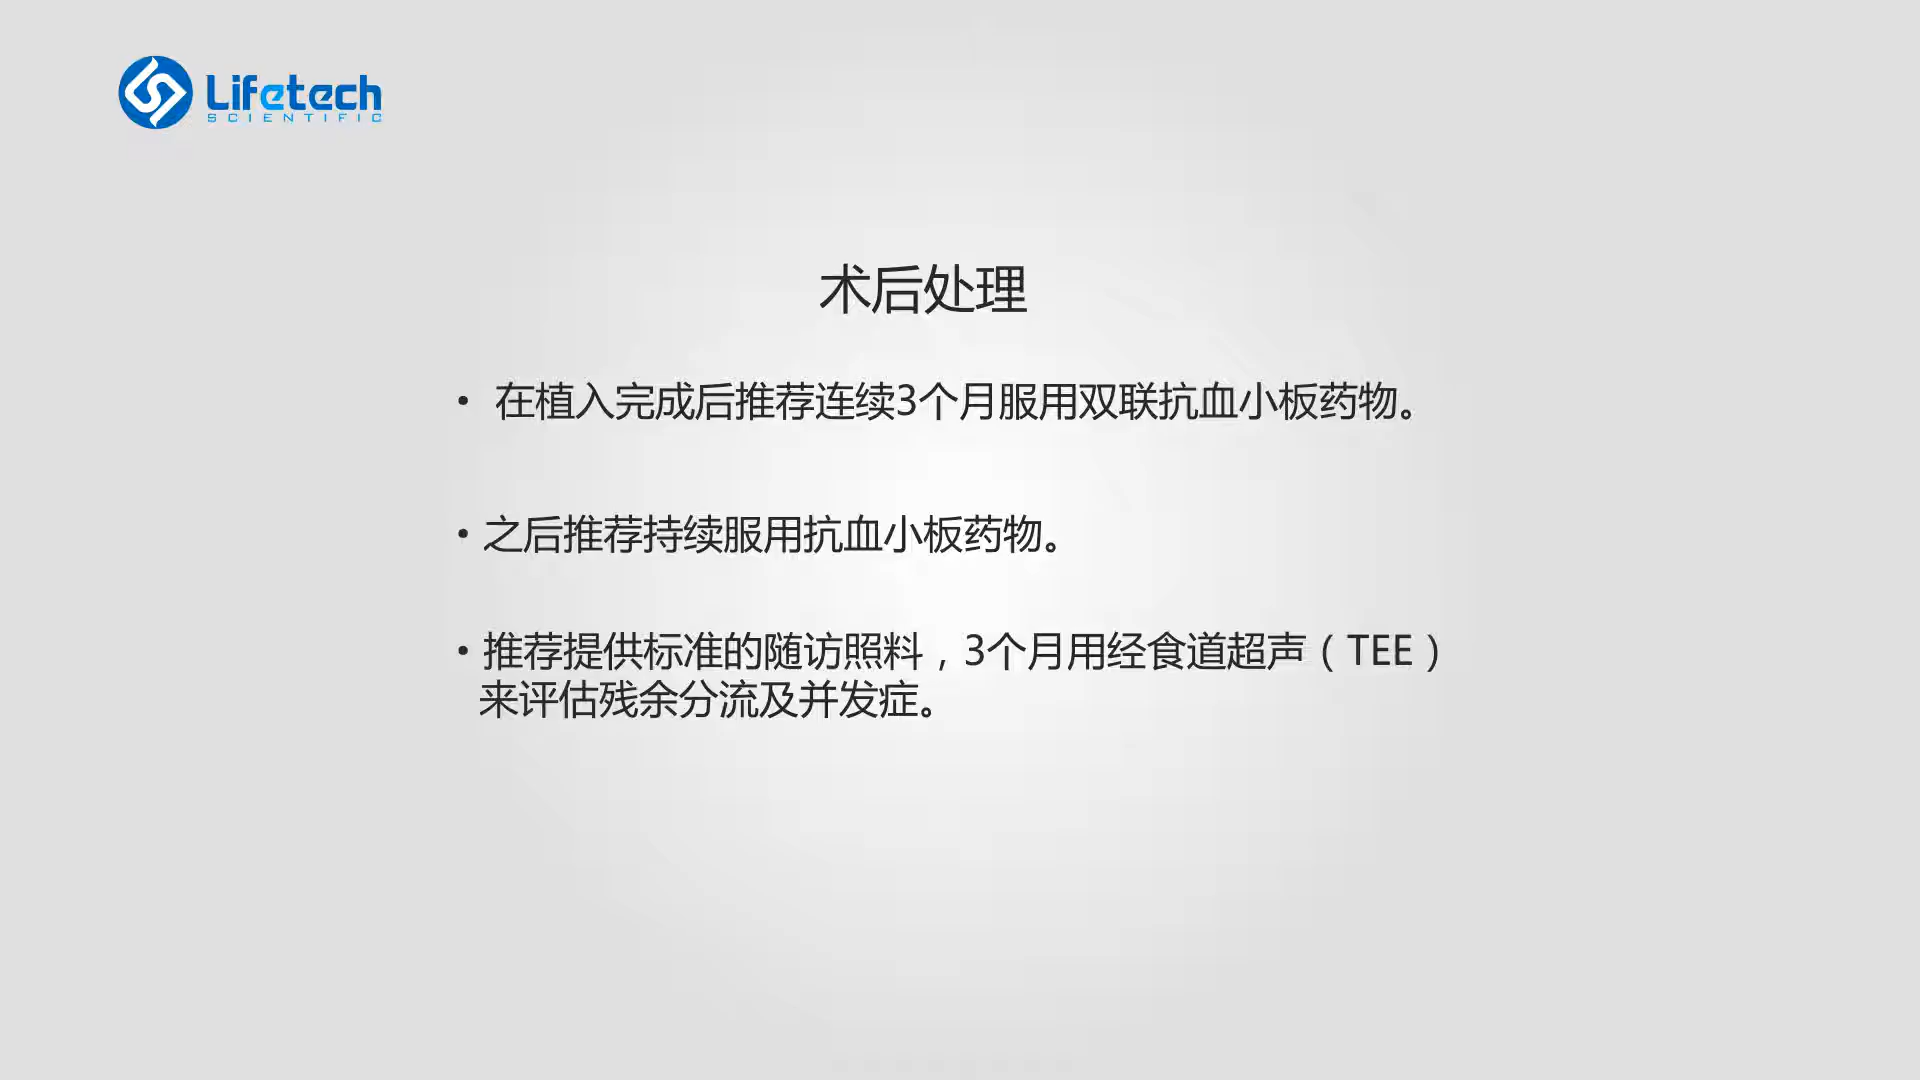 Lifetech
SCIENTIFIC
术后处理
• 在植入完成后推荐连续3个月服用双联抗血小板药物。
• 之后推荐持续服用抗血小板药物。
• 推荐提供标准的随访照料，3个月用经食道超声（TEE）
来评估残余分流及并发症。